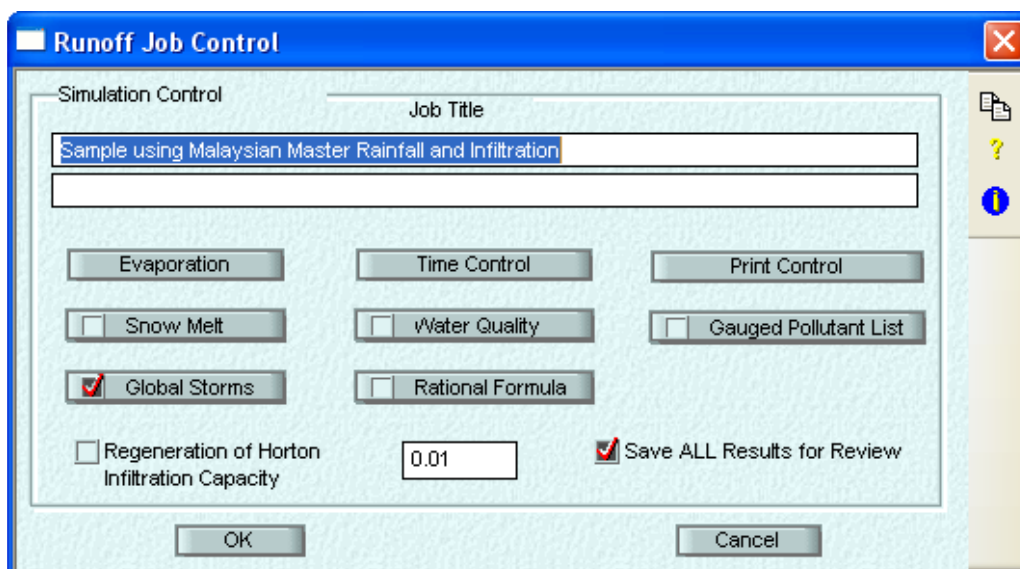 Runoff Job Control
Simulation Control
Job Title
Sample using Malaysian Master Rainfall and Infiltration
Evaporation
Time Control
Print Control
Snow Melt
Water Quality
Gauged Pollutant List
Global Storms
Rational Formula
Regeneration of Horton
Infiltration Capacity
0.01
Save ALL Results for Review
OK
Cancel